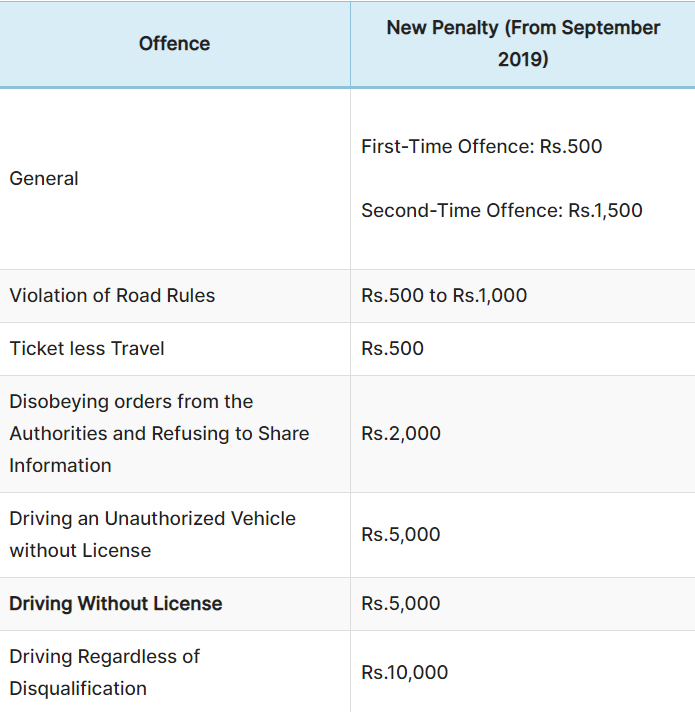 Offence
New Penalty (From September
2019)
General
First-Time Offence: Rs.500
Second-Time Offence: Rs.1,500
Violation of Road Rules
Rs.500 to Rs.1,000
Ticket less Travel
Rs.500
Disobeying orders from the
Authorities and Refusing to Share
Information
Rs.2,000
Driving an Unauthorized Vehicle
without License
Rs.5,000
Driving Without License
Rs.5,000
Driving Regardless of
Disqualification
Rs.10,000